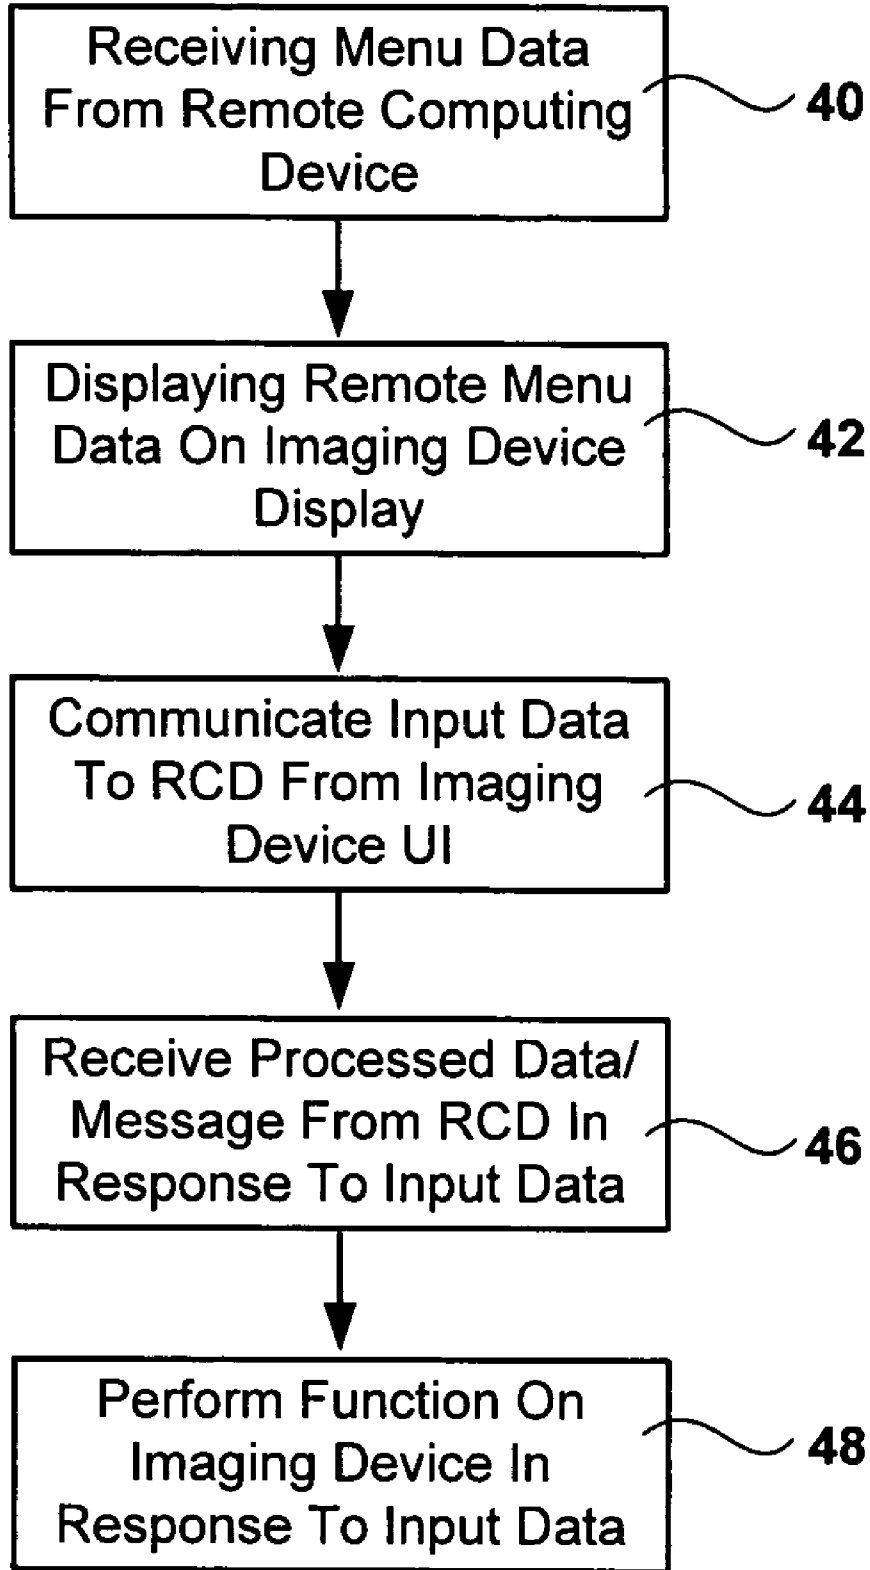 Receiving Menu Data
From Remote Computing
Device
40
Displaying Remote Menu
Data On Imaging Device
Display
42
Communicate Input Data
To RCD From Imaging
Device UI
44
Receive Processed Data/
Message From RCD In
Response To Input Data
46
Perform Function On
Imaging Device In
Response To Input Data
48